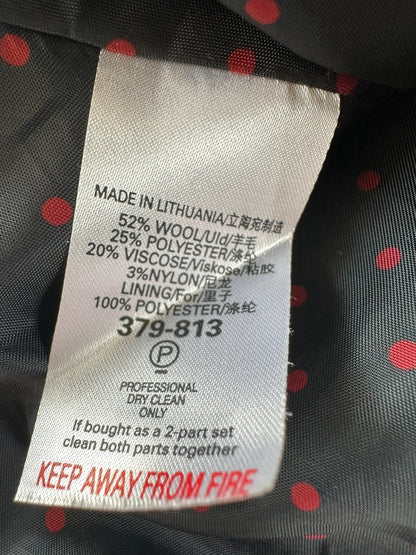 MADE IN LITHUANIA/立陶宛制造
52% WOOL/Uld/羊毛
25% POLYESTER/涤纶
20% VISCOSE/Viskose/粘胶
3%NYLON/尼龙
LINING/For/里子
100% POLYESTER/涤纶
379-813
P
PROFESSIONAL
DRY CLEAN
ONLY
If bought as a 2-part set
clean both parts together
KEEP AWAY FROM FIRE